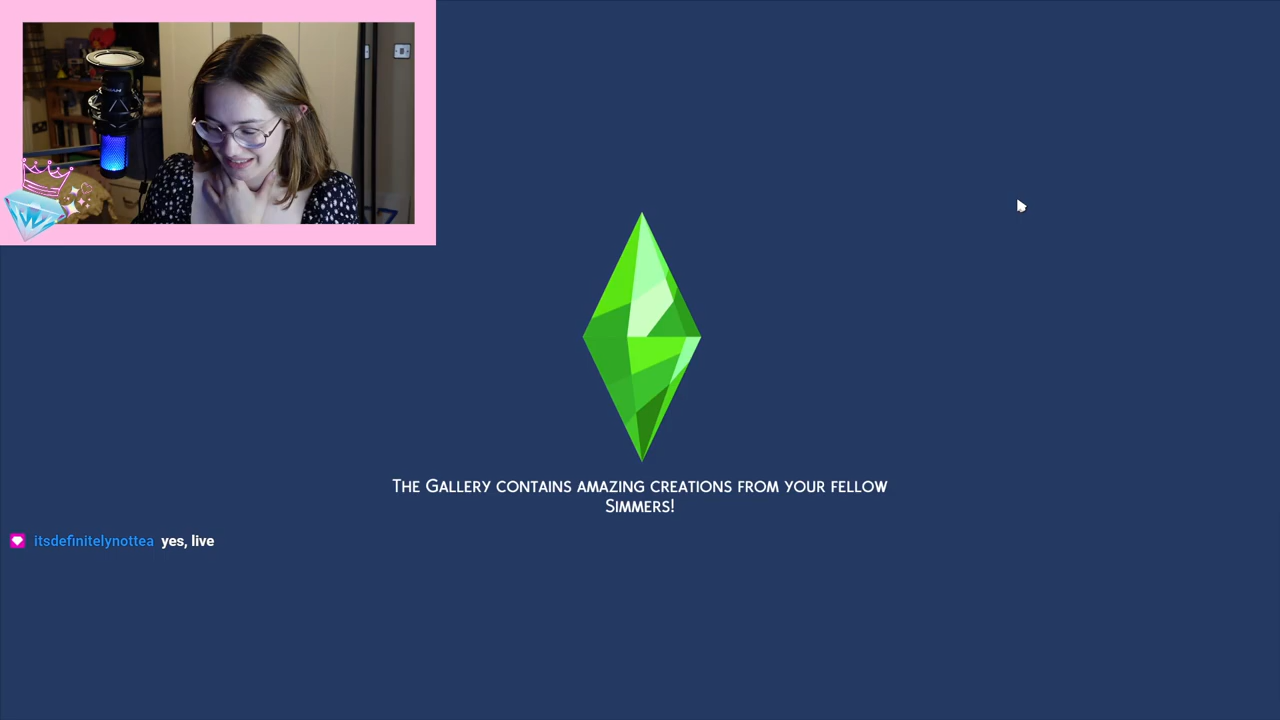 The Gallery contains amazing creations from your fellow
Simmers!
itsdefinitelynottea yes, live